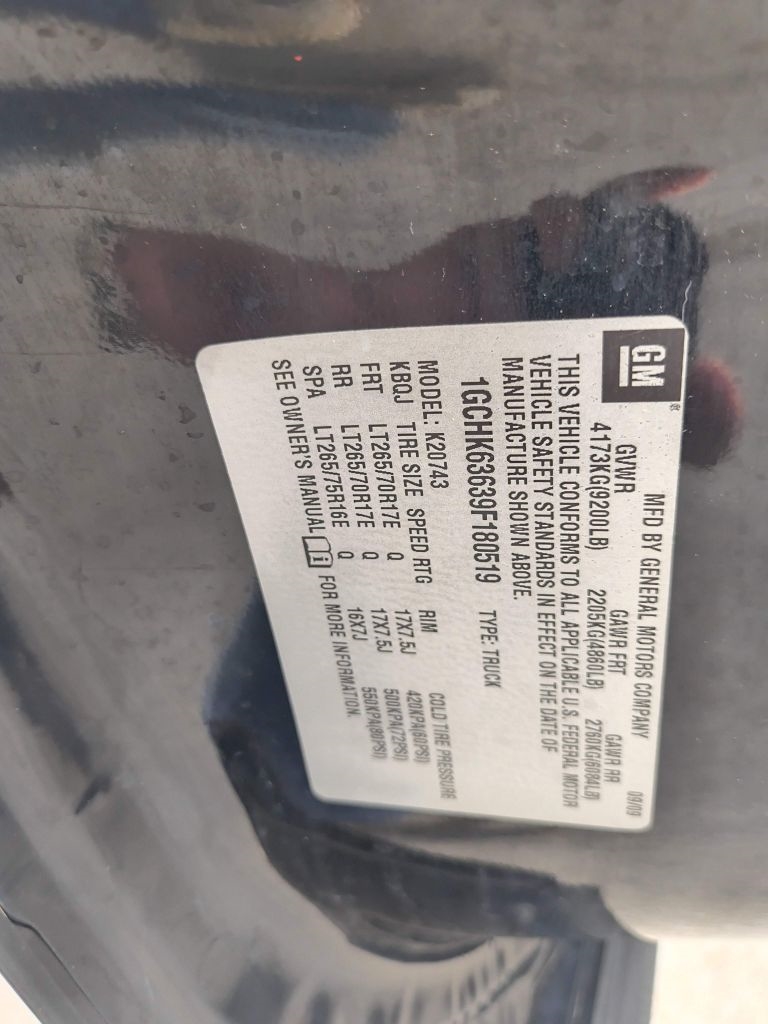 GM®
MFD BY GENERAL MOTORS COMPANY 09/09
GVWR GAWR FRT GAWR RR
4173KG(9200LB) 2205KG(4860LB) 2760KG(6084LB)
THIS VEHICLE CONFORMS TO ALL APPLICABLE U.S. FEDERAL MOTOR
VEHICLE SAFETY STANDARDS IN EFFECT ON THE DATE OF
MANUFACTURE SHOWN ABOVE.
1GCHK63639F180519 TYPE: TRUCK
MODEL: K20743
KBQJ TIRE SIZE SPEED RTG RIM COLD TIRE PRESSURE
FRT LT265/70R17E Q 17X7.5J 420KPA(60PSI)
RR LT265/70R17E Q 17X7.5J 500KPA(72PSI)
SPA LT265/75R16E Q 16X7J 550KPA(80PSI)
SEE OWNER'S MANUAL FOR MORE INFORMATION.